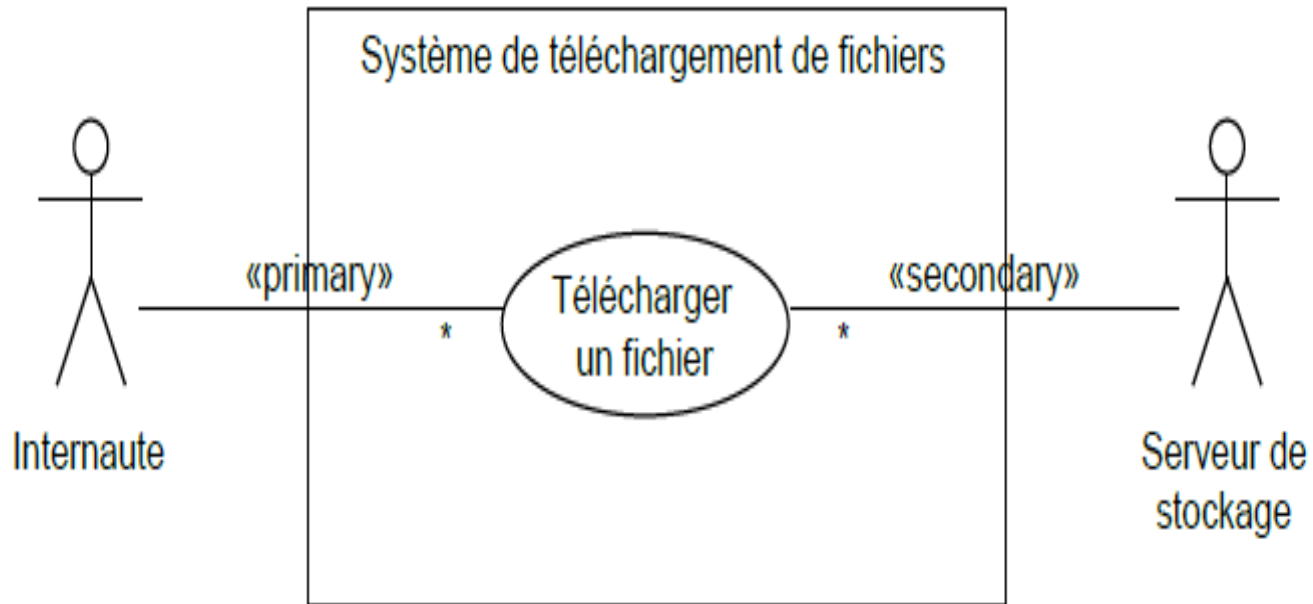 Système de téléchargement de fichiers
«primary»
«secondary»
*
Télécharger
un fichier
*
Internaute
Serveur de
stockage